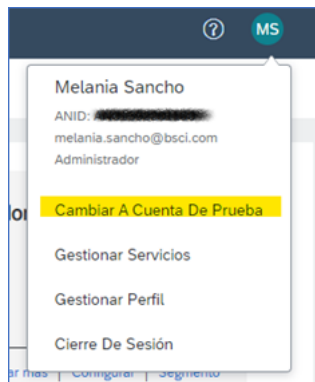 MS
Melania Sancho
ANID:
melania.sancho@bsci.com
Administrador
Cambiar A Cuenta De Prueba
Gestionar Servicios
Gestionar Perfil
Cierre De Sesión
Configurar